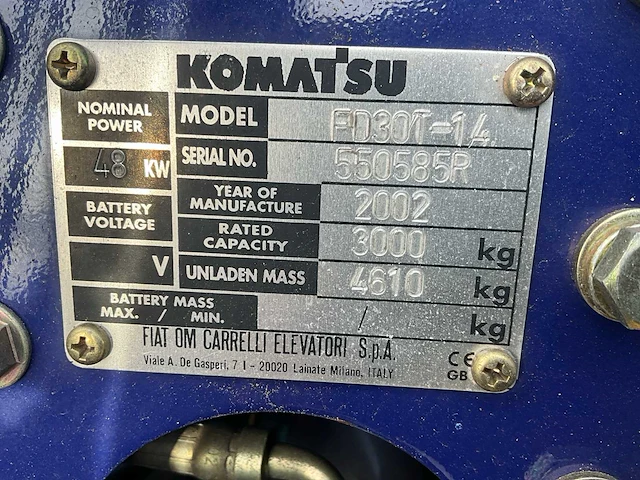 KOMATSU
NOMINAL POWER
48 KW
BATTERY VOLTAGE
V
MODEL FD30T-14
SERIAL NO. 550585R
YEAR OF MANUFACTURE 2002
RATED CAPACITY 3000 kg
UNLADEN MASS 4610 kg
BATTERY MASS
MAX. / MIN. / kg
FIAT OM CARRELLI ELEVATORI S.p.A.
Viale A. De Gasperi, 7 I - 20020 Lainate Milano, ITALY
CE
GB